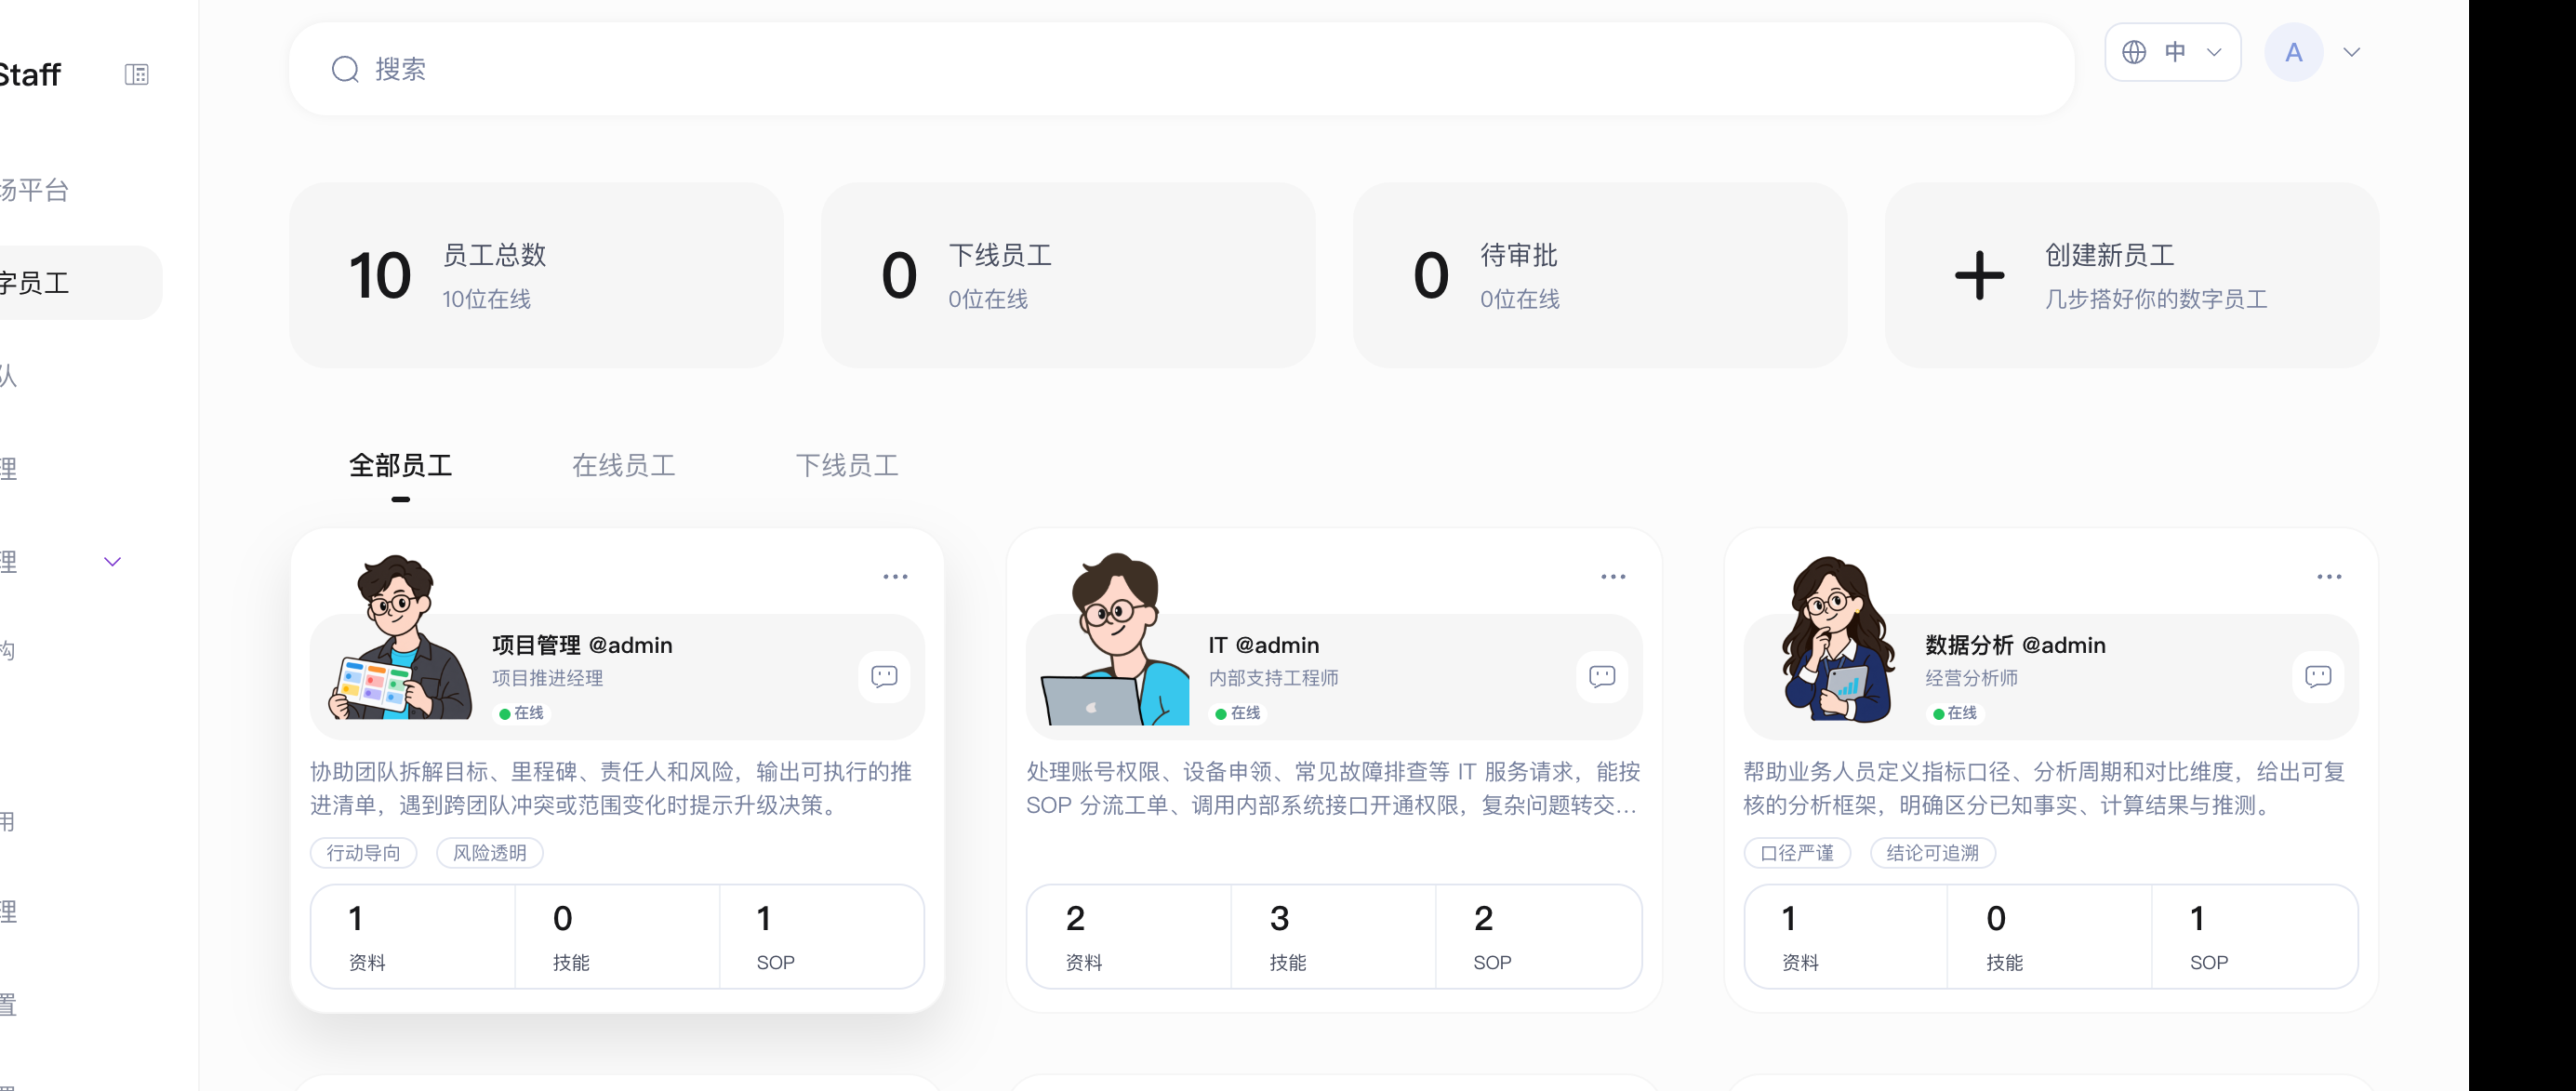 Staff
搜索
中
A
场平台
字员工
队
理
理
构
用
理
置
10
员工总数
10位在线
0
下线员工
0位在线
0
待审批
0位在线
创建新员工
几步搭好你的数字员工
全部员工
在线员工
下线员工
项目管理 @admin
项目推进经理
在线
协助团队拆解目标、里程碑、责任人和风险，输出可执行的推
进清单，遇到跨团队冲突或范围变化时提示升级决策。
行动导向
风险透明
1
资料
0
技能
1
SOP
IT @admin
内部支持工程师
在线
处理账号权限、设备申领、常见故障排查等 IT 服务请求，能按
SOP 分流工单、调用内部系统接口开通权限，复杂问题转交...
2
资料
3
技能
2
SOP
数据分析 @admin
经营分析师
在线
帮助业务人员定义指标口径、分析周期和对比维度，给出可复
核的分析框架，明确区分已知事实、计算结果与推测。
口径严谨
结论可追溯
1
资料
0
技能
1
SOP